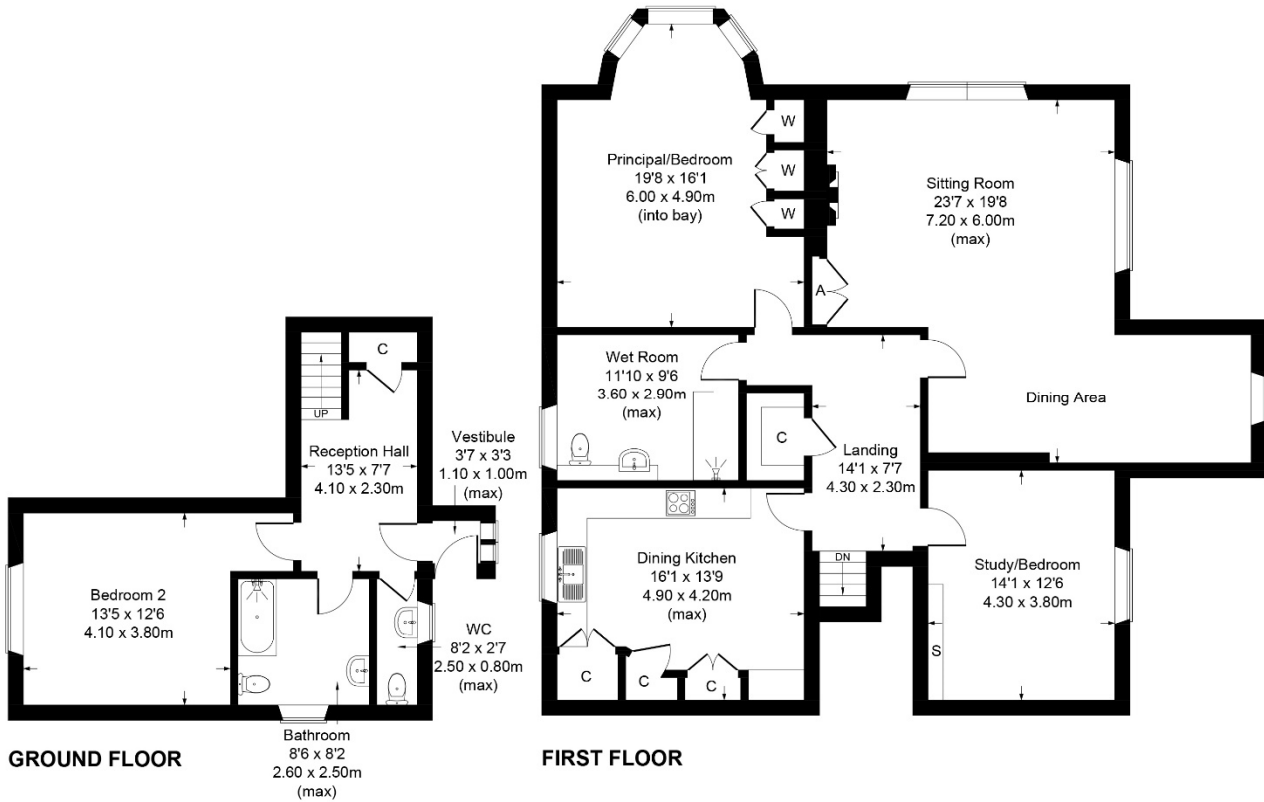 Principal/Bedroom
19'8 x 16'1
6.00 x 4.90m
(into bay)
W
W
W
Sitting Room
23'7 x 19'8
7.20 x 6.00m
(max)
A
Wet Room
11'10 x 9'6
3.60 x 2.90m
(max)
C
Landing
14'1 x 7'7
4.30 x 2.30m
Dining Area
Dining Kitchen
16'1 x 13'9
4.90 x 4.20m
(max)
C
C
C
DN
Study/Bedroom
14'1 x 12'6
4.30 x 3.80m
S
FIRST FLOOR
C
UP
Reception Hall
13'5 x 7'7
4.10 x 2.30m
Vestibule
3'7 x 3'3
1.10 x 1.00m
(max)
Bedroom 2
13'5 x 12'6
4.10 x 3.80m
WC
8'2 x 2'7
2.50 x 0.80m
(max)
Bathroom
8'6 x 8'2
2.60 x 2.50m
(max)
GROUND FLOOR